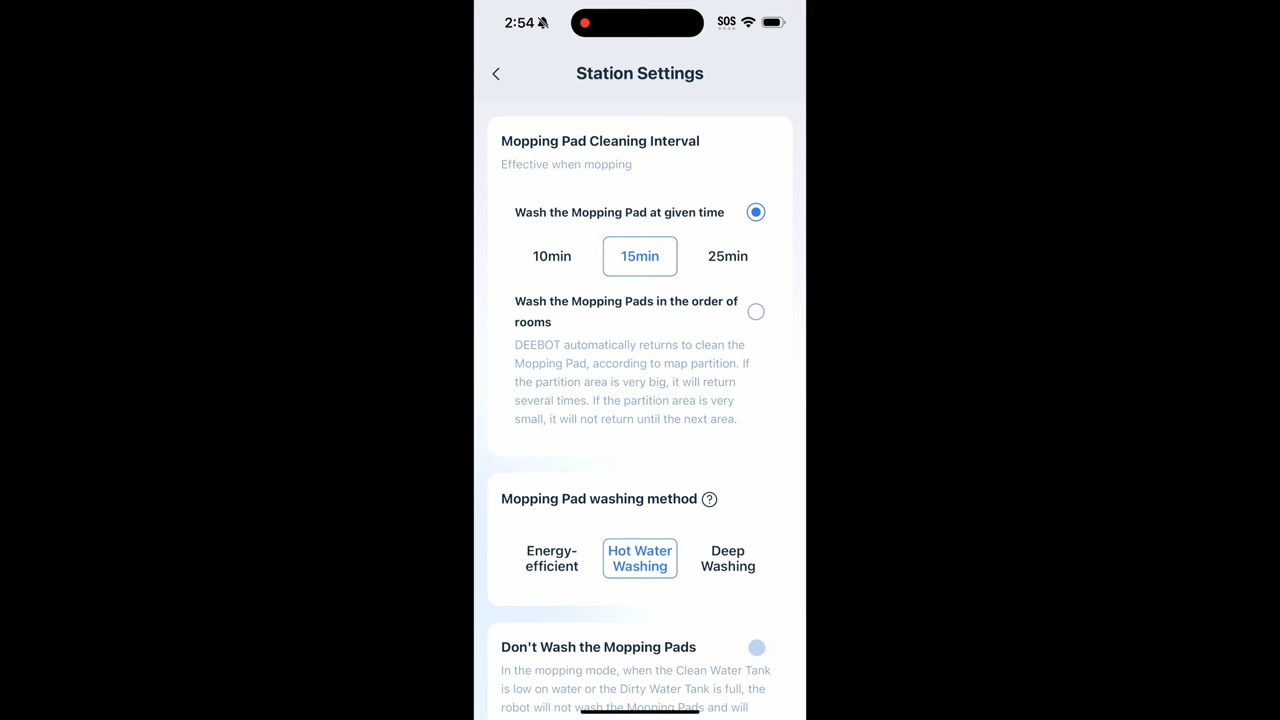 2:54
SOS
Station Settings
Mopping Pad Cleaning Interval
Effective when mopping
Wash the Mopping Pad at given time
10min 15min 25min
Wash the Mopping Pads in the order of
rooms
DEEBOT automatically returns to clean the
Mopping Pad, according to map partition. If
the partition area is very big, it will return
several times. If the partition area is very
small, it will not return until the next area.
Mopping Pad washing method ?
Energy-
efficient
Hot Water
Washing
Deep
Washing
Don't Wash the Mopping Pads
In the mopping mode, when the Clean Water Tank
is low on water or the Dirty Water Tank is full, the
robot will not wash the Mopping Pads and will